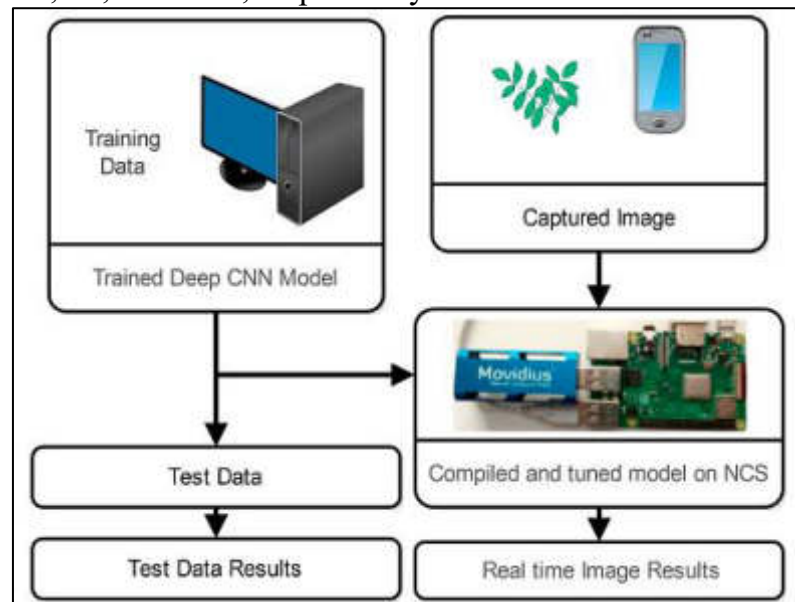 Training
Data
Trained Deep CNN Model
Captured Image
Movidius
Compiled and tuned model on NCS
Test Data
Test Data Results
Real time Image Results